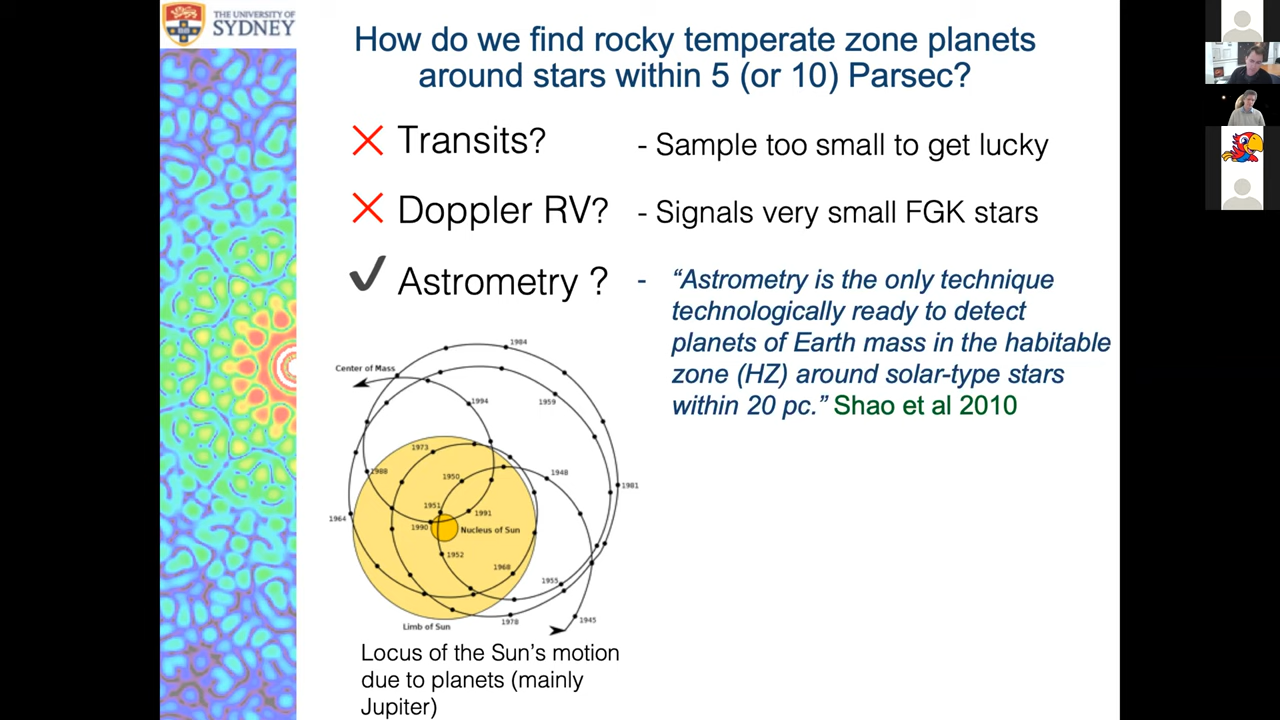 THE UNIVERSITY OF
SYDNEY
How do we find rocky temperate zone planets
around stars within 5 (or 10) Parsec?
Transits?
- Sample too small to get lucky
Doppler RV?
- Signals very small FGK stars
Astrometry ?
- “Astrometry is the only technique
technologically ready to detect
planets of Earth mass in the habitable
zone (HZ) around solar-type stars
within 20 pc.” Shao et al 2010
1984
Center of Mass
1994
1959
1973
1988
1950
1948
1981
1951
1991
1964
1990
Nucleus of Sun
1952
1968
1955
Limb of Sun
1978
1945
Locus of the Sun’s motion
due to planets (mainly
Jupiter)